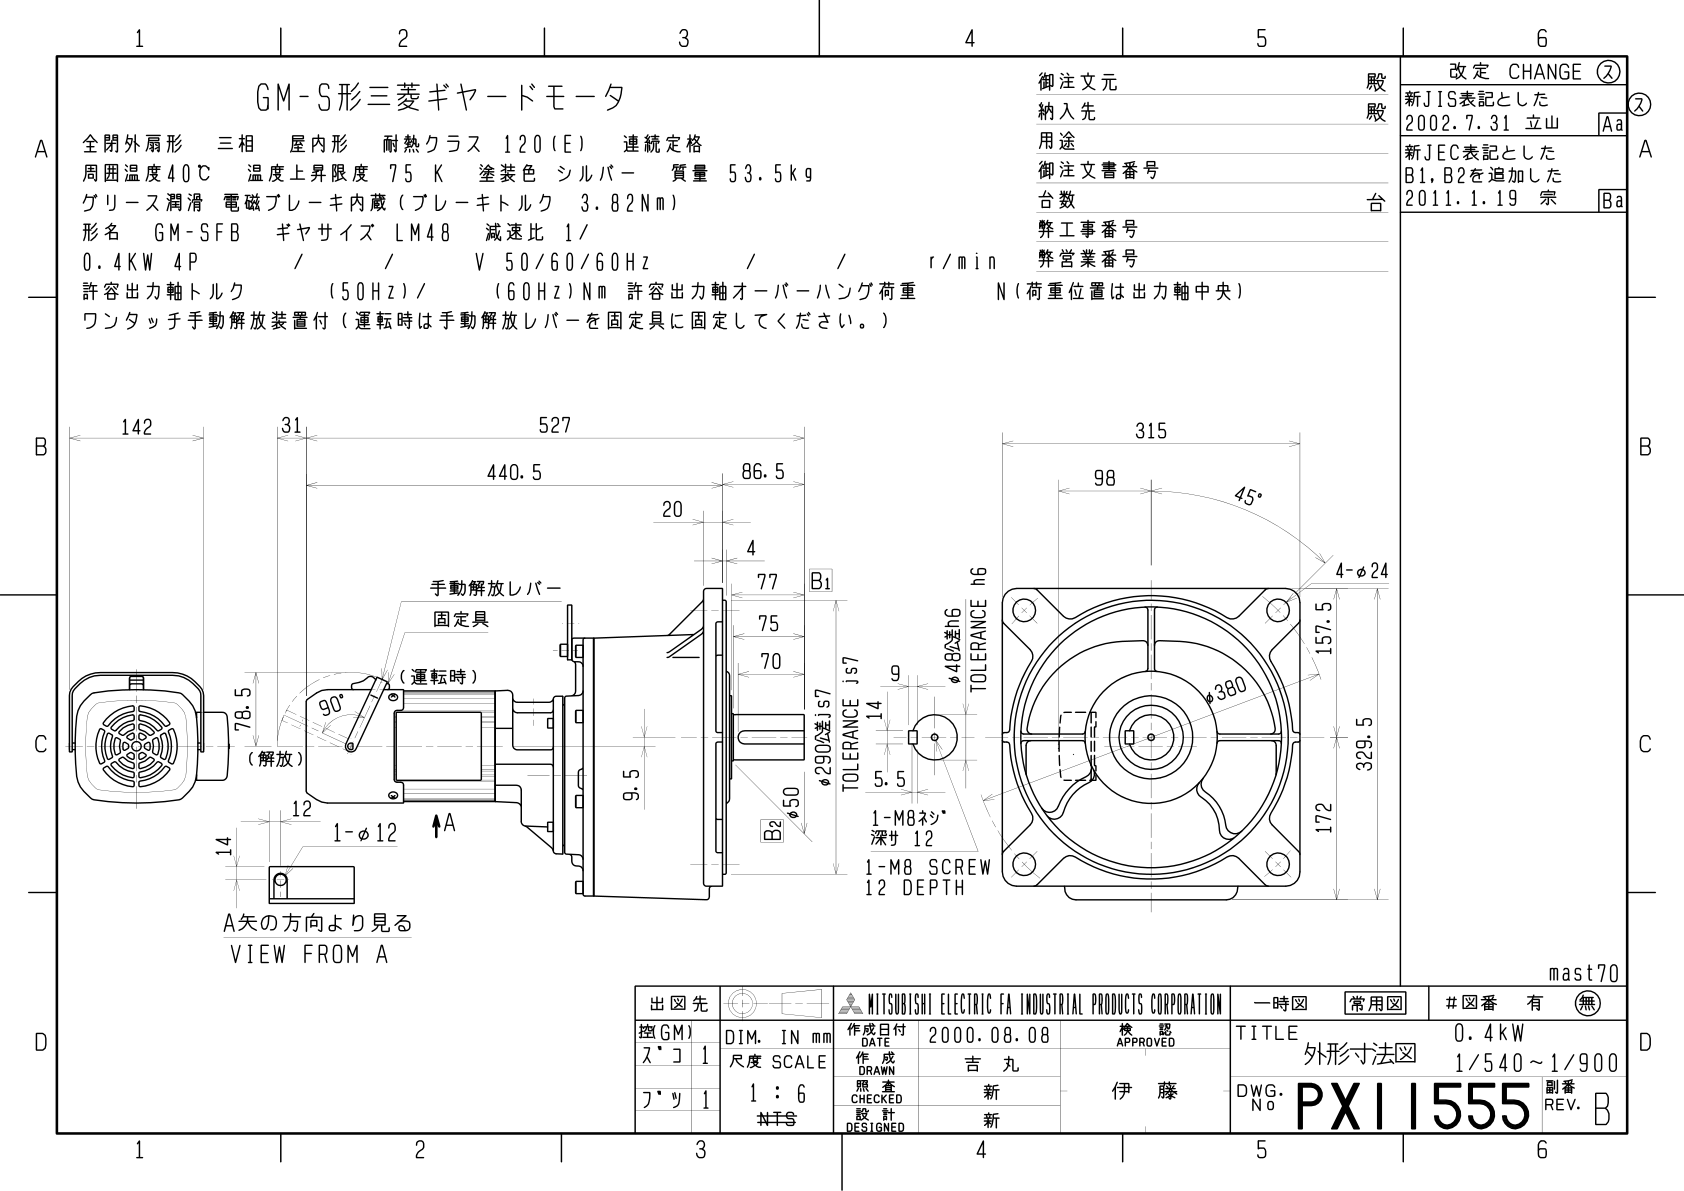 1 2 3 4 5 6
A A
B B
C C
D D
GM-S形三菱ギヤードモータ
全閉外扇形 三相 屋内形 耐熱クラス 120(E) 連続定格
周囲温度40℃ 温度上昇限度 75 K 塗装色 シルバー 質量 53.5kg
グリース潤滑 電磁ブレーキ内蔵(ブレーキトルク 3.82Nm)
形名 GM-SFB ギヤサイズ LM48 減速比 1/
0.4KW 4P / / V 50/60/60Hz / / r/min
許容出力軸トルク (50Hz)/ (60Hz)Nm 許容出力軸オーバーハング荷重 N(荷重位置は出力軸中央)
ワンタッチ手動解放装置付(運転時は手動解放レバーを固定具に固定してください。)
御注文元 殿
納入先 殿
用途
御注文書番号
台数 台
弊工事番号
弊営業番号
改定 CHANGE ス
新JIS表記とした
2002.7.31 立山 Aa
ス
新JEC表記とした
B1,B2を追加した
2011.1.19 宗 Ba
142
31
527
440.5
86.5
20
4
77
B1
75
70
手動解放レバー
固定具
(運転時)
90°
78.5
(解放)
9.5
φ50
B2
φ290公差js7
TOLERANCE js7
A
12
1-φ12
14
A矢の方向より見る
VIEW FROM A
9
14
5.5
φ48公差h6
TOLERANCE h6
1-M8ネジ
深サ 12
1-M8 SCREW
12 DEPTH
315
98
45°
4-φ24
φ380
157.5
329.5
172
mast70
出図先
控(GM)
ズコ 1
ブツ 1
DIM. IN mm
尺度 SCALE
1 : 6
NTS
MITSUBISHI ELECTRIC FA INDUSTRIAL PRODUCTS CORPORATION
作成日付 DATE 2000.08.08
作成 DRAWN 吉丸
照査 CHECKED 新
設計 DESIGNED 新
検認 APPROVED
伊藤
一時図 常用図 #図番 有 無
TITLE
外形寸法図
0.4kW
1/540~1/900
DWG. No PX11555
副番 REV. B
1 2 3 4 5 6